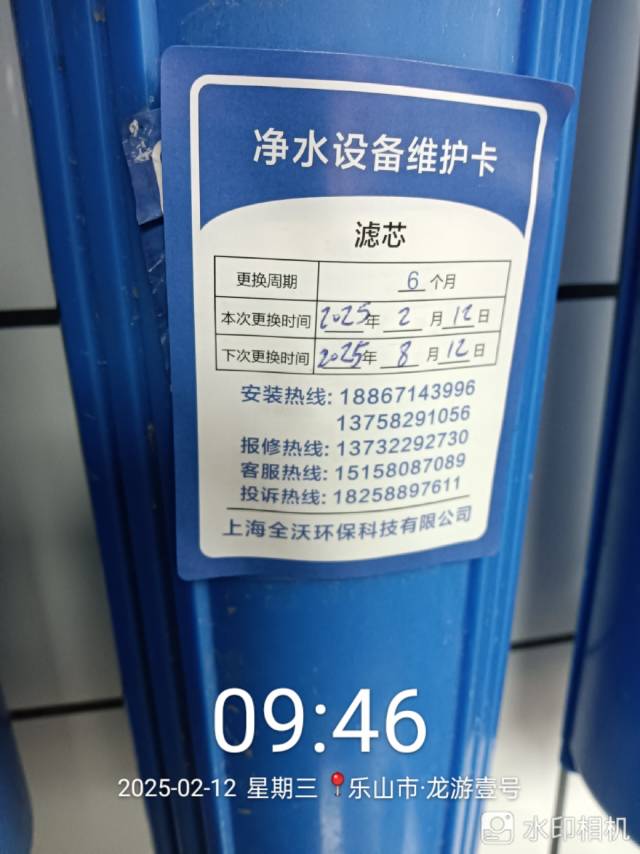 净水设备维护卡
滤芯
更换周期 6 个月
本次更换时间 2025年 2 月 12 日
下次更换时间 2025年 8 月 12 日
安装热线: 18867143996
13758291056
报修热线: 13732292730
客服热线: 15158087089
投诉热线: 18258897611
上海全沃环保科技有限公司
09:46
2025-02-12 星期三 📍乐山市·龙游壹号
水印相机